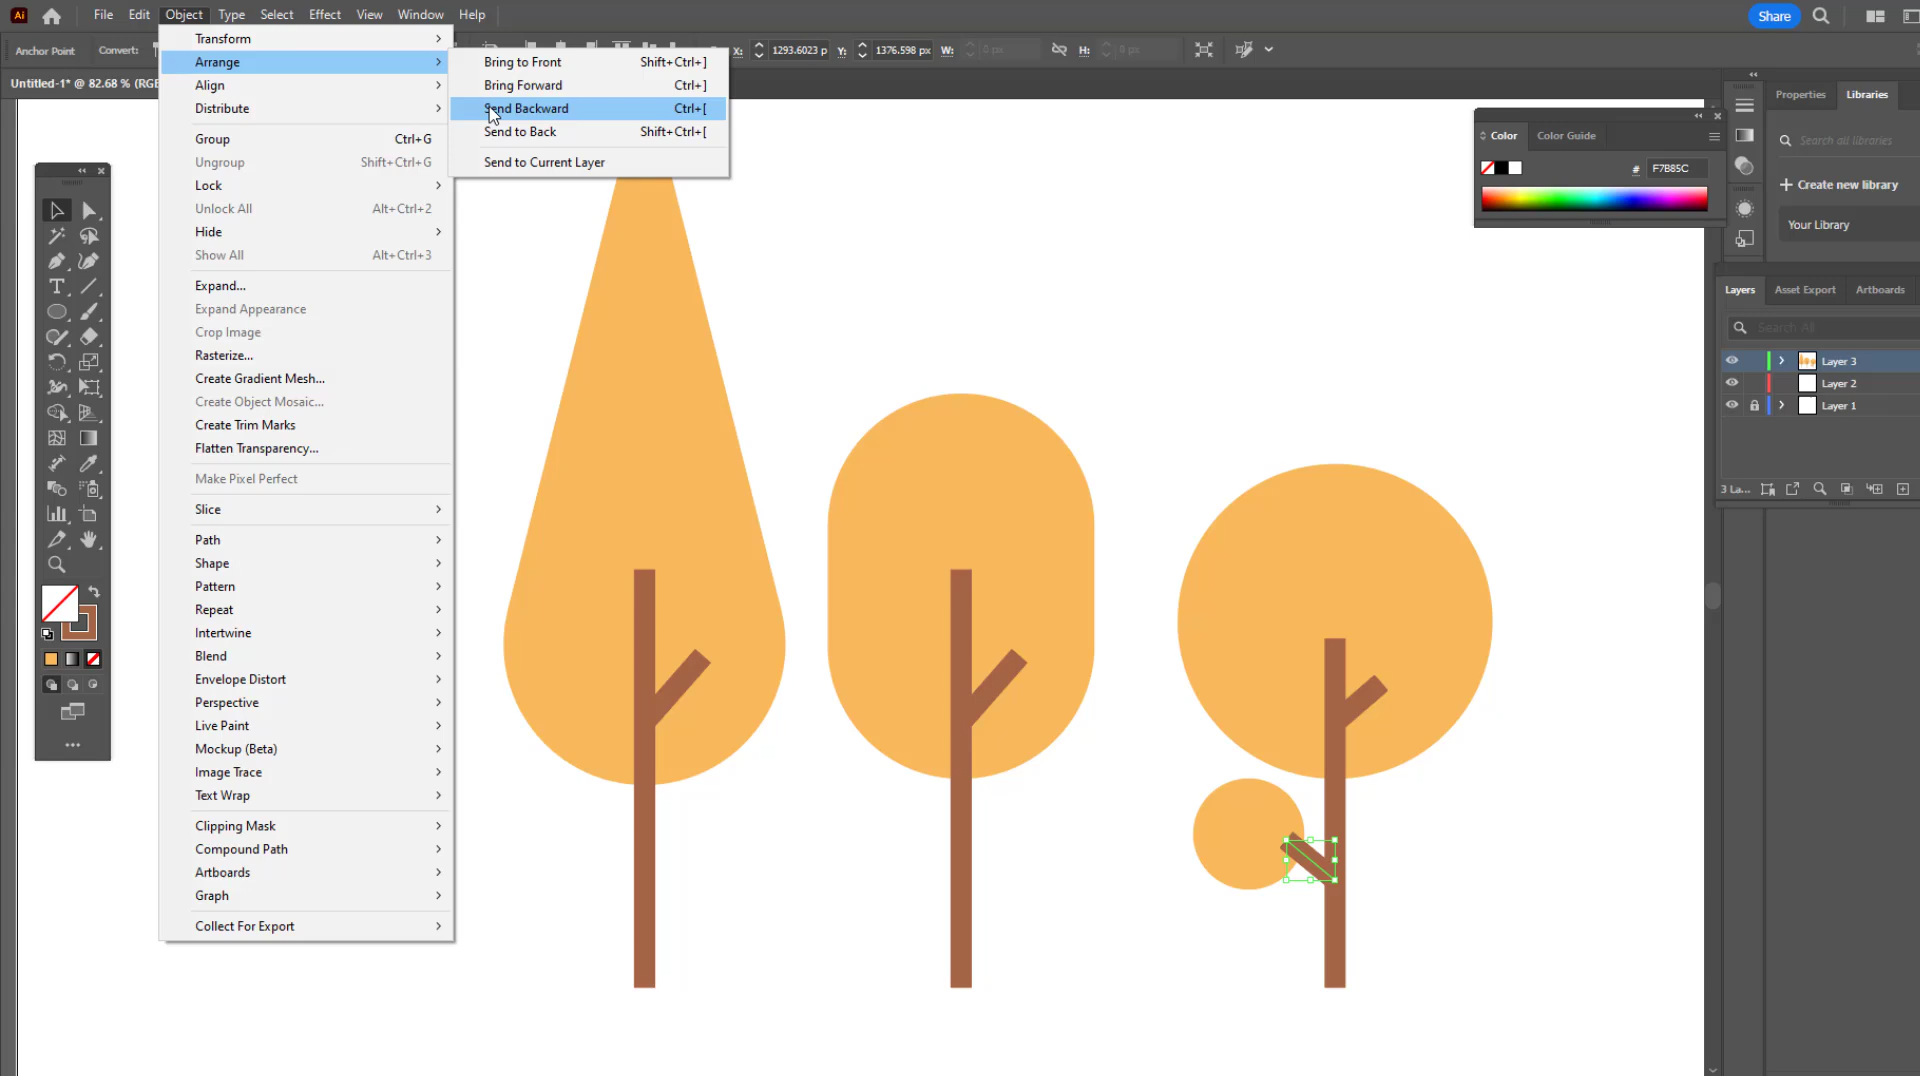 Ai File Edit Object Type Select Effect View Window Help Share
Anchor Point Convert: X: 1293.6023 p Y: 1376.598 px W: 0 px H: 0 px
Untitled-1* @ 82.68 % (RGB
Transform
Arrange
Align
Distribute
Group Ctrl+G
Ungroup Shift+Ctrl+G
Lock
Unlock All Alt+Ctrl+2
Hide
Show All Alt+Ctrl+3
Expand...
Expand Appearance
Crop Image
Rasterize...
Create Gradient Mesh...
Create Object Mosaic...
Create Trim Marks
Flatten Transparency...
Make Pixel Perfect
Slice
Path
Shape
Pattern
Repeat
Intertwine
Blend
Envelope Distort
Perspective
Live Paint
Mockup (Beta)
Image Trace
Text Wrap
Clipping Mask
Compound Path
Artboards
Graph
Collect For Export
Bring to Front Shift+Ctrl+]
Bring Forward Ctrl+]
Send Backward Ctrl+[
Send to Back Shift+Ctrl+[
Send to Current Layer
Color Color Guide
# F7B85C
Properties Libraries
Search all libraries
Create new library
Your Library
Layers Asset Export Artboards
Search All
Layer 3
Layer 2
Layer 1
3 La...